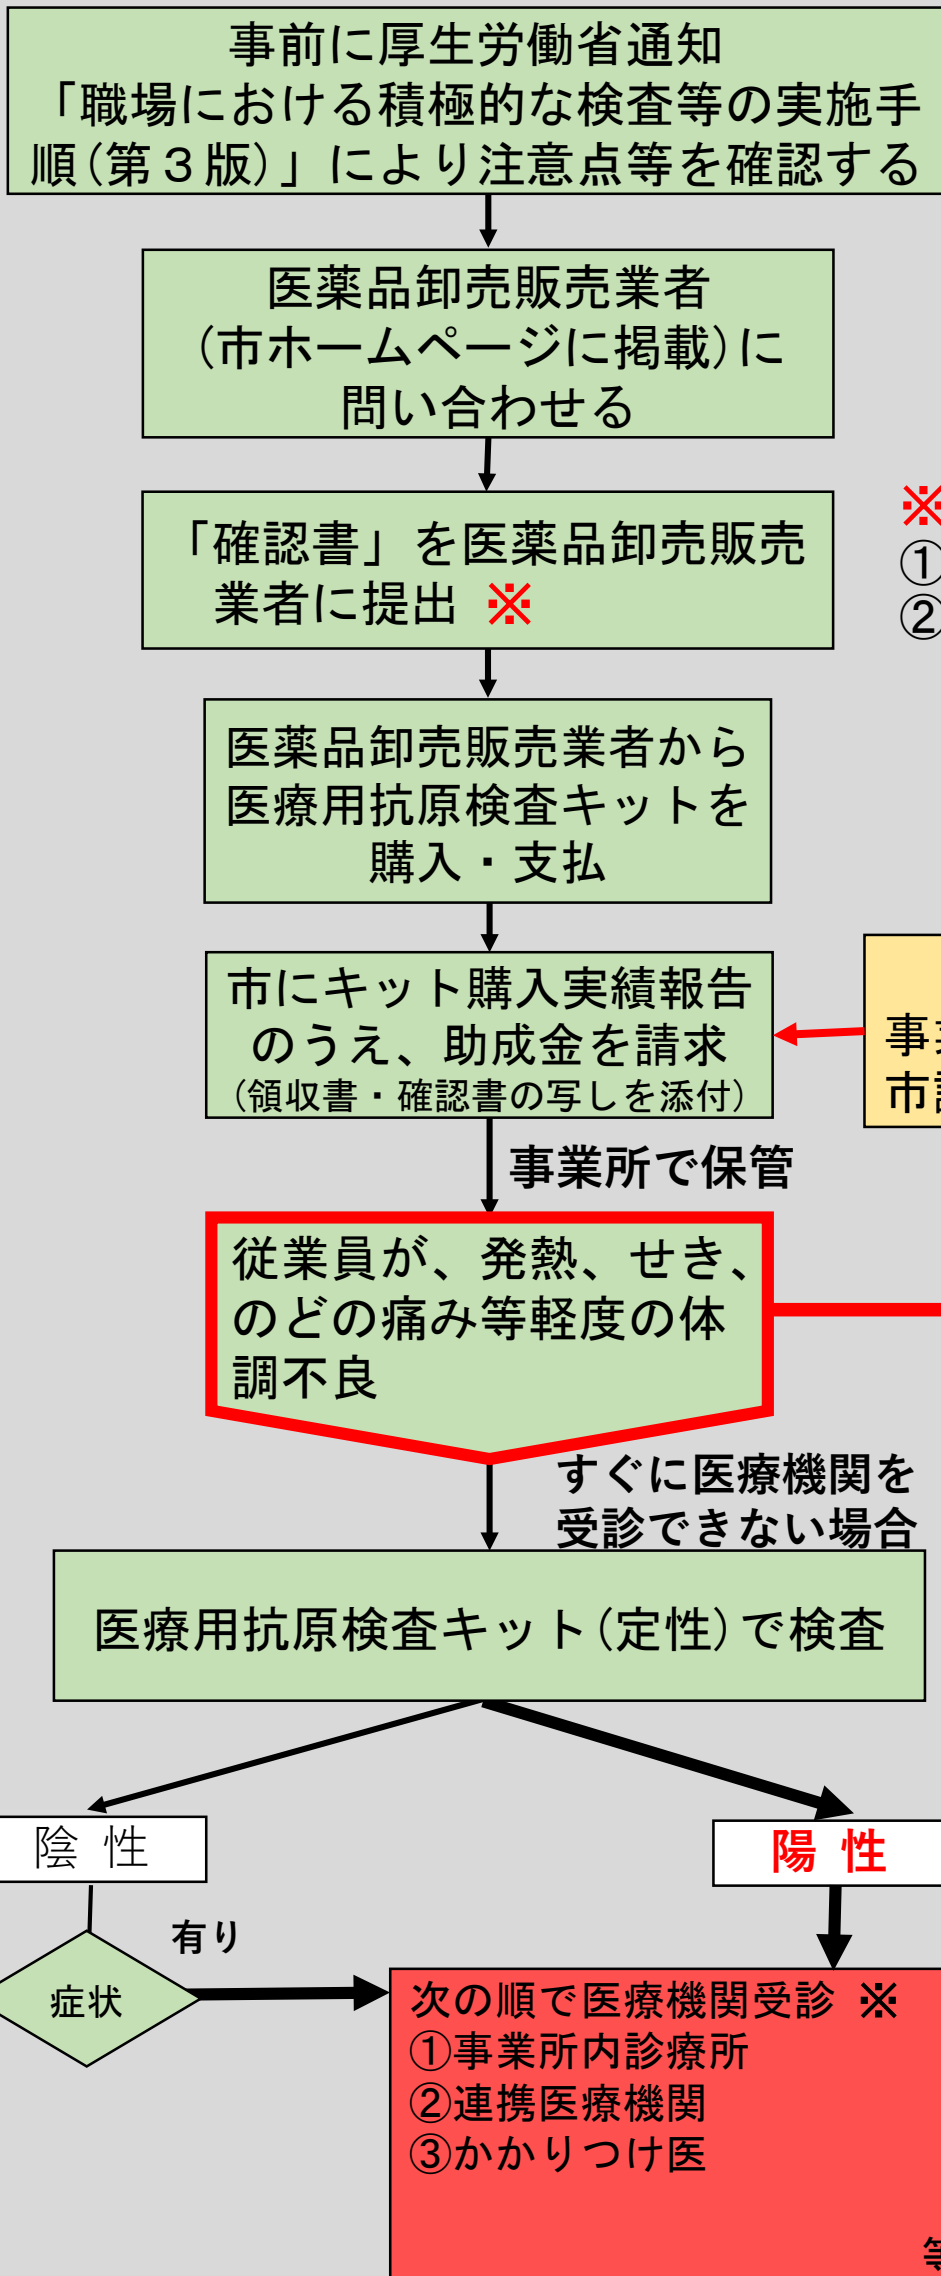 事前に厚生労働省通知
「職場における積極的な検査等の実施手
順(第３版)」により注意点等を確認する
医薬品卸売販売業者
(市ホームページに掲載)に
問い合わせる
「確認書」を医薬品卸売販売
業者に提出 ※
※
①
②
医薬品卸売販売業者から
医療用抗原検査キットを
購入・支払
市にキット購入実績報告
のうえ、助成金を請求
(領収書・確認書の写しを添付)
事
市
事業所で保管
従業員が、発熱、せき、
のどの痛み等軽度の体
調不良
すぐに医療機関を
受診できない場合
医療用抗原検査キット(定性)で検査
陰 性
陽 性
有り
症状
次の順で医療機関受診 ※
①事業所内診療所
②連携医療機関
③かかりつけ医